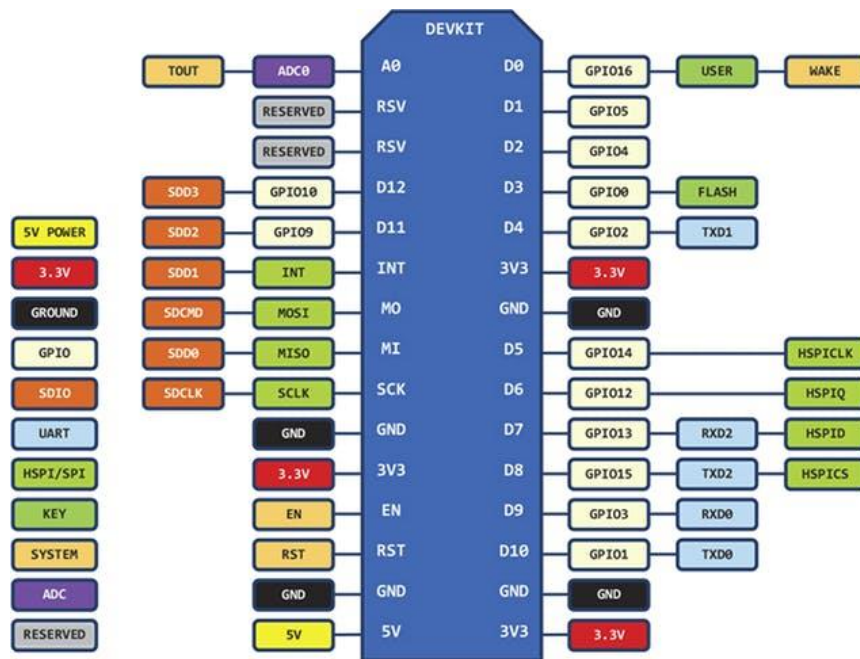 DEVKIT
TOUT ADC0 A0 D0 GPIO16 USER WAKE
RESERVED RSV D1 GPIO5
RESERVED RSV D2 GPIO4
SDD3 GPIO10 D12 D3 GPIO0 FLASH
5V POWER SDD2 GPIO9 D11 D4 GPIO2 TXD1
3.3V SDD1 INT INT 3V3 3.3V
GROUND SDCMD MOSI MO GND GND
GPIO SDD0 MISO MI D5 GPIO14 HSPICLK
SDIO SDCLK SCLK SCK D6 GPIO12 HSPIQ
UART GND GND D7 GPIO13 RXD2 HSPID
HSPI/SPI 3.3V 3V3 D8 GPIO15 TXD2 HSPICS
KEY EN EN D9 GPIO3 RXD0
SYSTEM RST RST D10 GPIO1 TXD0
ADC GND GND GND GND
RESERVED 5V 5V 3V3 3.3V